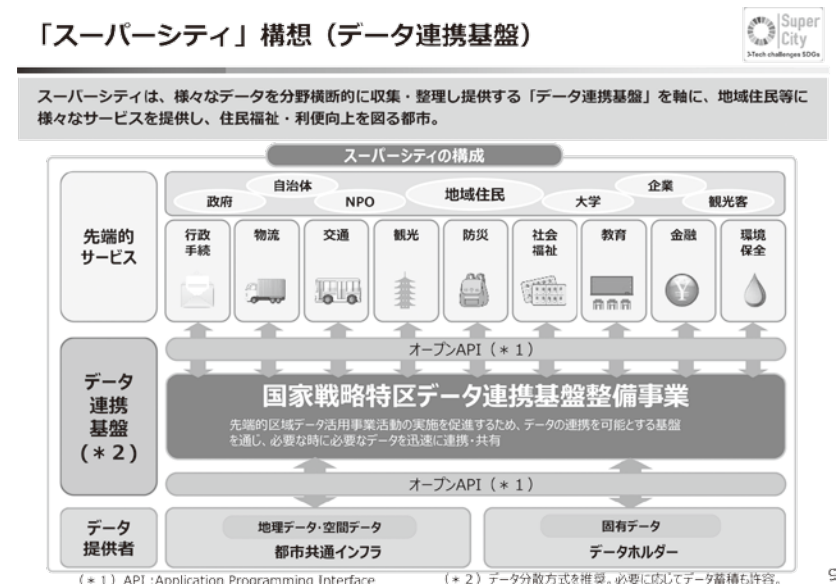 「スーパーシティ」構想（データ連携基盤）
Super
City
J-Tech challenges SDGs
スーパーシティは、様々なデータを分野横断的に収集・整理し提供する「データ連携基盤」を軸に、地域住民等に
様々なサービスを提供し、住民福祉・利便向上を図る都市。
スーパーシティの構成
先端的
サービス
政府
自治体
NPO
地域住民
大学
企業
観光客
行政
手続
物流
交通
観光
防災
社会
福祉
教育
金融
環境
保全
データ
連携
基盤
(＊2)
オープンAPI（＊1）
国家戦略特区データ連携基盤整備事業
先端的区域データ活用事業活動の実施を促進するため、データの連携を可能とする基盤
を通じ、必要な時に必要なデータを迅速に連携・共有
オープンAPI（＊1）
データ
提供者
地理データ・空間データ
都市共通インフラ
固有データ
データホルダー
（＊1）API :Application Programming Interface
（＊2）データ分散方式を推奨。必要に応じてデータ蓄積も許容。
9